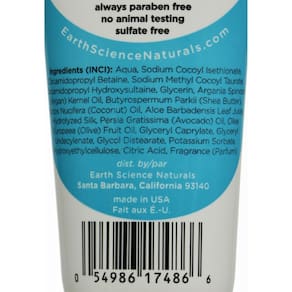 always paraben free
no animal testing
sulfate free
EarthScienceNaturals.com
Ingredients (INCI): Aqua, Sodium Cocoyl Isethionate,
Cocamidopropyl Betaine, Sodium Methyl Cocoyl Taurate,
Cocamidopropyl Hydroxysultaine, Glycerin, Argania Spinosa
(Argan) Kernel Oil, Butyrospermum Parkii (Shea Butter),
Cocos Nucifera (Coconut) Oil, Aloe Barbadensis Leaf Juice,
Hydrolyzed Silk, Persea Gratissima (Avocado) Oil, Olea
Europaea (Olive) Fruit Oil, Glyceryl Caprylate, Glyceryl
Undecylenate, Glycol Distearate, Potassium Sorbate,
Hydroxyethylcellulose, Citric Acid, Fragrance (Parfum)
dist. by/par
Earth Science Naturals
Santa Barbara, California 93140
made in USA
Fait aux É.-U.
0 54986 17486 6